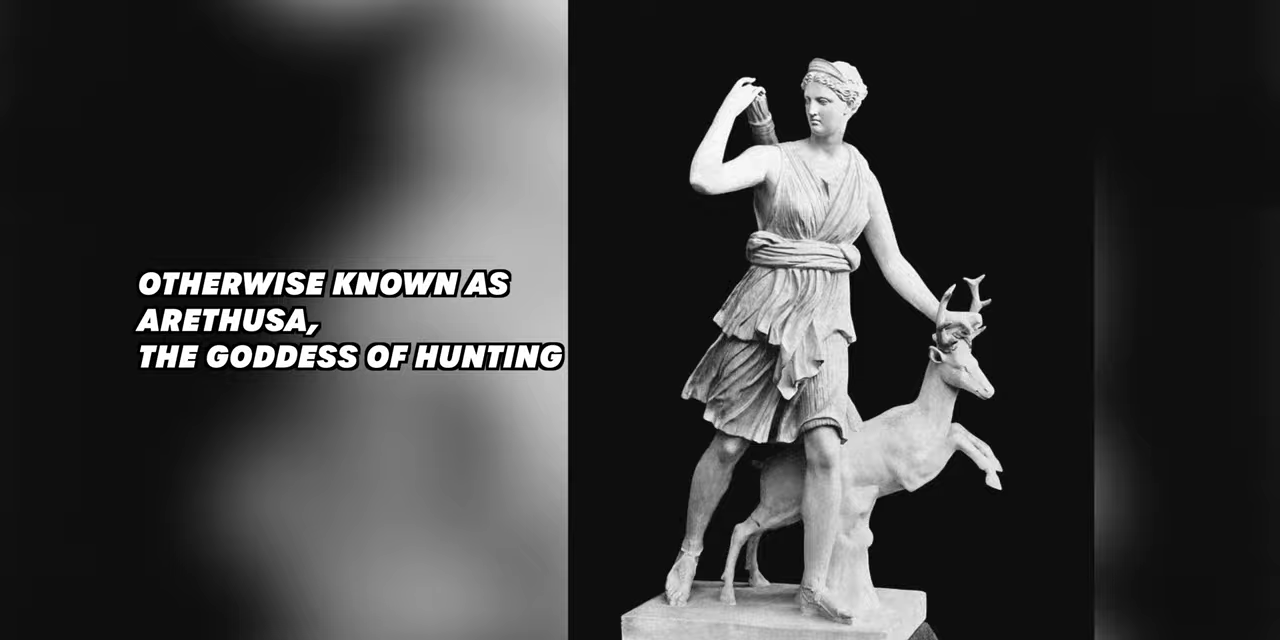 OTHERWISE KNOWN AS
ARETHUSA,
THE GODDESS OF HUNTING